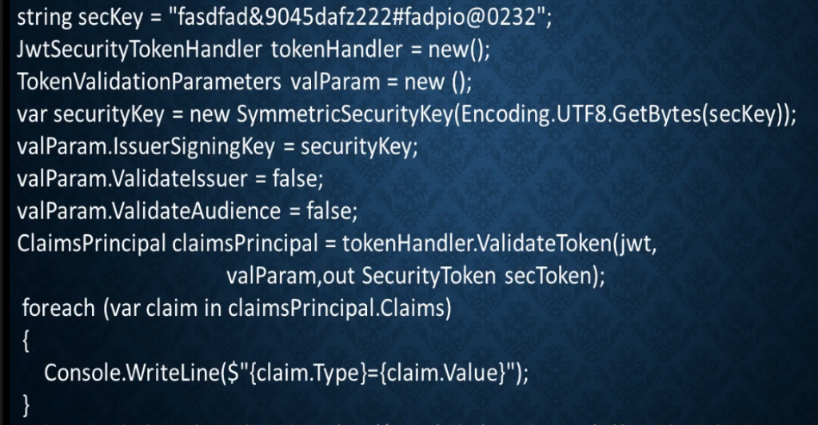 string secKey = "fasdfad&9045dafz222#fadpio@0232";
JwtSecurityTokenHandler tokenHandler = new();
TokenValidationParameters valParam = new ();
var securityKey = new SymmetricSecurityKey(Encoding.UTF8.GetBytes(secKey));
valParam.IssuerSigningKey = securityKey;
valParam.ValidateIssuer = false;
valParam.ValidateAudience = false;
ClaimsPrincipal claimsPrincipal = tokenHandler.ValidateToken(jwt,
valParam,out SecurityToken secToken);
foreach (var claim in claimsPrincipal.Claims)
{
Console.WriteLine($"{claim.Type}={claim.Value}");
}